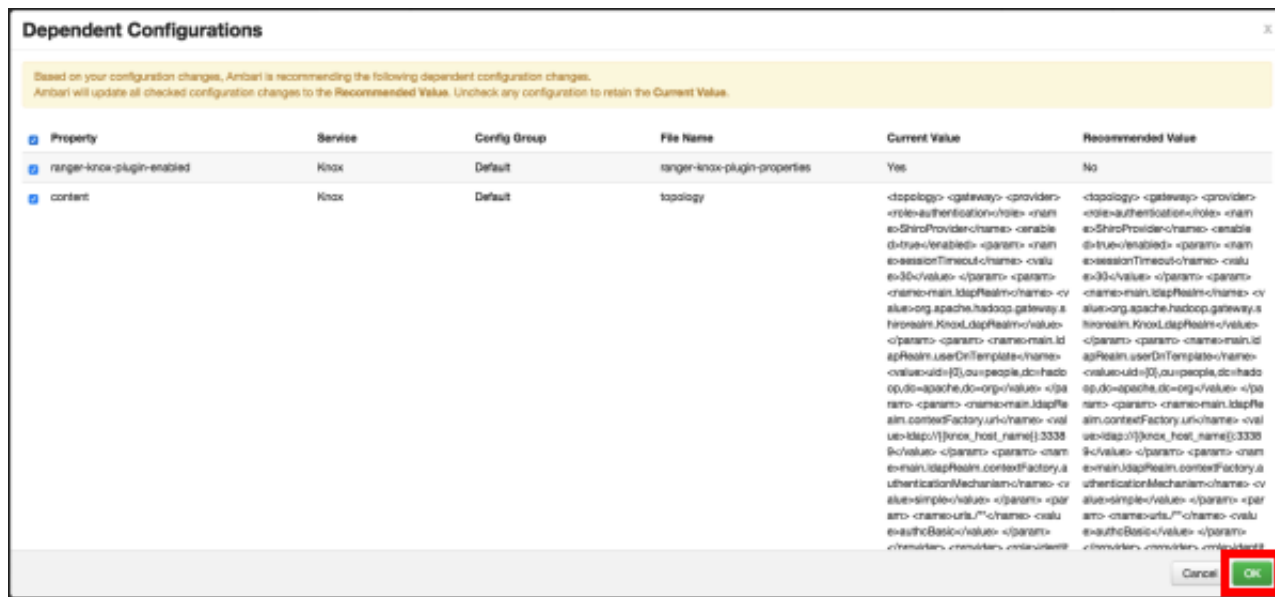 Dependent Configurations
X
Based on your configuration changes, Ambari is recommending the following dependent configuration changes.
Ambari will update all checked configuration changes to the Recommended Value. Uncheck any configuration to retain the Current Value.
Property Service Config Group File Name Current Value Recommended Value
ranger-knox-plugin-enabled Knox Default ranger-knox-plugin-properties Yes No
content Knox Default topology <topology> <gateway> <provider> <topology> <gateway> <provider>
<role>authentication</role> <nam <role>authentication</role> <nam
e>ShiroProvider</name> <enable e>ShiroProvider</name> <enable
d>true</enabled> <param> <nam d>true</enabled> <param> <nam
e>sessionTimeout</name> <valu e>sessionTimeout</name> <valu
e>30</value> </param> <param> e>30</value> </param> <param>
<name>main.ldapRealm</name> <v <name>main.ldapRealm</name> <v
alue>org.apache.hadoop.gateway.s alue>org.apache.hadoop.gateway.s
hirorealm.KnoxLdapRealm</value> hirorealm.KnoxLdapRealm</value>
</param> <param> <name>main.ld </param> <param> <name>main.ld
apRealm.userDnTemplate</name> apRealm.userDnTemplate</name>
<value>uid={0},ou=people,dc=hado <value>uid={0},ou=people,dc=hado
op,dc=apache,dc=org</value> </pa op,dc=apache,dc=org</value> </pa
ram> <param> <name>main.ldapRe ram> <param> <name>main.ldapRe
alm.contextFactory.url</name> <val alm.contextFactory.url</name> <val
ue>ldap://{{knox_host_name}}:3338 ue>ldap://{{knox_host_name}}:3338
9</value> </param> <param> <nam 9</value> </param> <param> <nam
e>main.ldapRealm.contextFactory.a e>main.ldapRealm.contextFactory.a
uthenticationMechanism</name> <v uthenticationMechanism</name> <v
alue>simple</value> </param> <par alue>simple</value> </param> <par
am> <name>urls./**</name> <valu am> <name>urls./**</name> <valu
e>authcBasic</value> </param> e>authcBasic</value> </param>
</provider> <provider> <role>identit </provider> <provider> <role>identit
Cancel OK